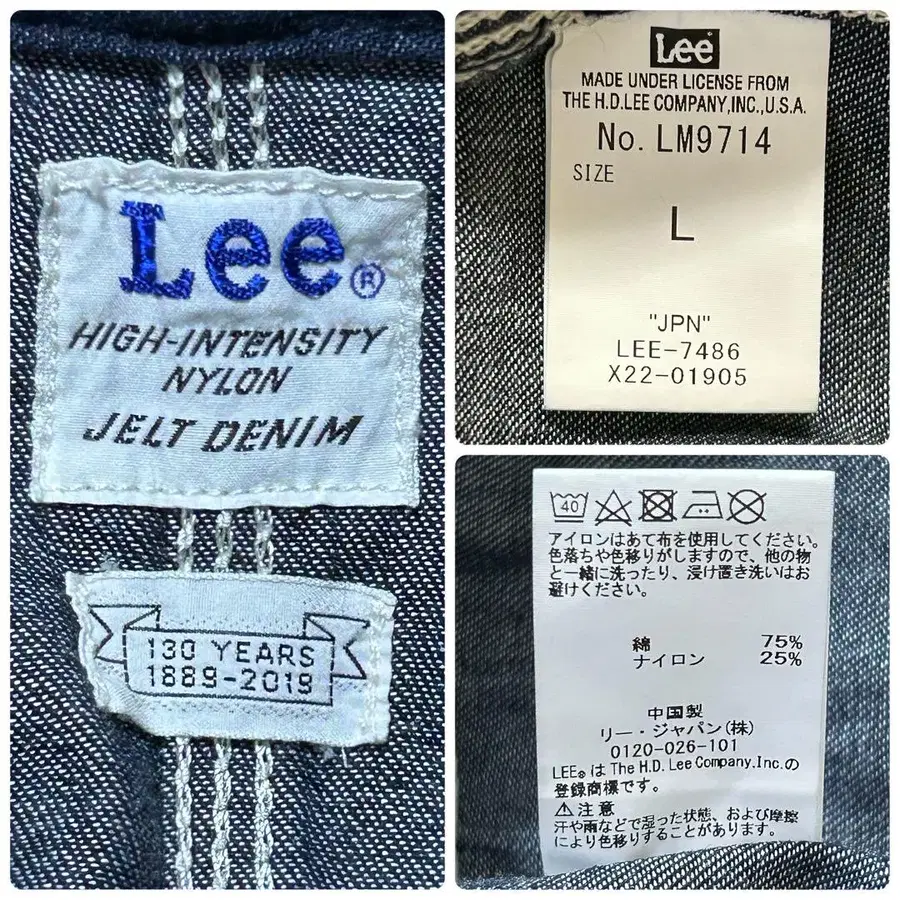 Lee®
HIGH-INTENSITY
NYLON
JELT DENIM
130 YEARS
1889-2019
Lee
MADE UNDER LICENSE FROM
THE H.D.LEE COMPANY,INC.,U.S.A.
No. LM9714
SIZE
L
"JPN"
LEE-7486
X22-01905
40
アイロンはあて布を使用してください。
色落ちや色移りがしますので、他の物
と一緒に洗ったり、浸け置き洗いはお
避けください。
綿 75%
ナイロン 25%
中国製
リー・ジャパン(株)
0120-026-101
LEE® は The H.D. Lee Company.Inc.の
登録商標です。
⚠注意
汗や雨などで湿った状態、および摩擦
により色移りすることがあります。